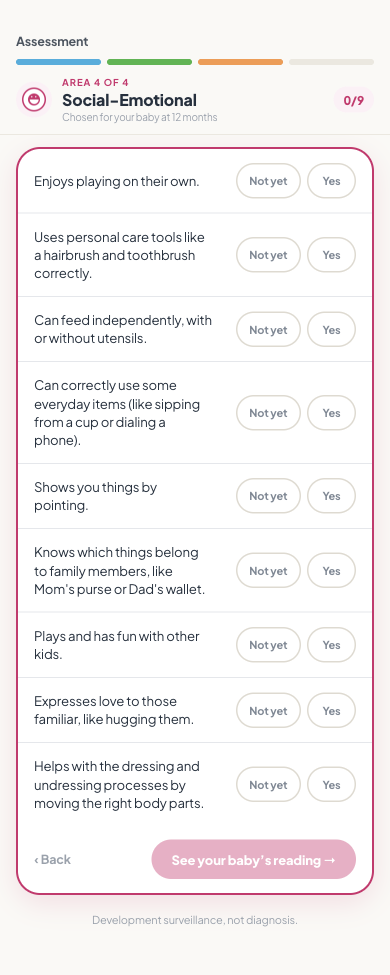 Assessment
AREA 4 OF 4
Social-Emotional
Chosen for your baby at 12 months
0/9
Enjoys playing on their own.
Not yet
Yes
Uses personal care tools like
a hairbrush and toothbrush
correctly.
Not yet
Yes
Can feed independently, with
or without utensils.
Not yet
Yes
Can correctly use some
everyday items (like sipping
from a cup or dialing a
phone).
Not yet
Yes
Shows you things by
pointing.
Not yet
Yes
Knows which things belong
to family members, like
Mom's purse or Dad's wallet.
Not yet
Yes
Plays and has fun with other
kids.
Not yet
Yes
Expresses love to those
familiar, like hugging them.
Not yet
Yes
Helps with the dressing and
undressing processes by
moving the right body parts.
Not yet
Yes
‹ Back
See your baby's reading →
Development surveillance, not diagnosis.